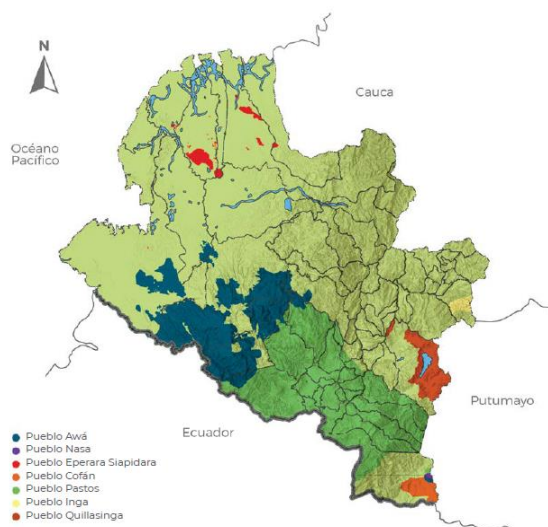 N
Cauca
Océano
Pacífico
Putumayo
Ecuador
Pueblo Awá
Pueblo Nasa
Pueblo Eperara Siapidara
Pueblo Cofán
Pueblo Pastos
Pueblo Inga
Pueblo Quillasinga